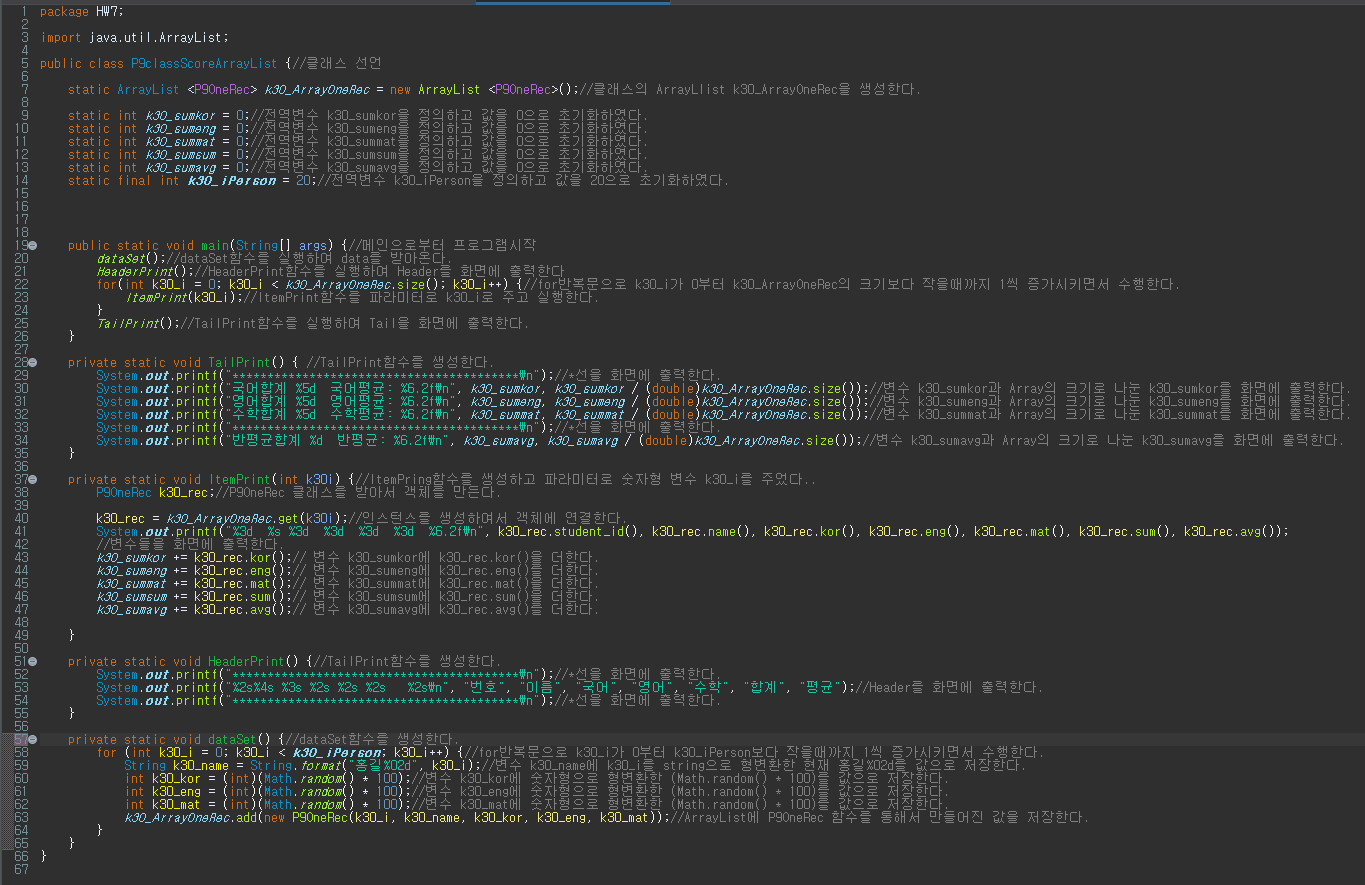 1 package HW7;
2
3 import java.util.ArrayList;
4
5 public class P9classScoreArrayList {//클래스 선언
6
7 static ArrayList <P9OneRec> k30_ArrayOneRec = new ArrayList <P9OneRec>();//클래스의 ArrayLlist k30_ArrayOneRec을 생성한다.
8
9 static int k30_sumkor = 0;//전역변수 k30_sumkor를 정의하고 값을 0으로 초기화하였다.
10 static int k30_sumeng = 0;//전역변수 k30_sumeng를 정의하고 값을 0으로 초기화하였다.
11 static int k30_summat = 0;//전역변수 k30_summat를 정의하고 값을 0으로 초기화하였다.
12 static int k30_sumsum = 0;//전역변수 k30_sumsum를 정의하고 값을 0으로 초기화하였다.
13 static int k30_sumavg = 0;//전역변수 k30_sumavg를 정의하고 값을 0으로 초기화하였다.
14 static final int k30_iPerson = 20;//전역변수 k30_iPerson을 정의하고 값을 20으로 초기화하였다.
15
16
17
18
19 public static void main(String[] args) {//메인으로부터 프로그램시작
20 dataSet();//dataSet함수를 실행하여 data를 받아온다.
21 HeaderPrint();//HeaderPrint함수를 실행하여 Header를 화면에 출력한다
22 for(int k30_i = 0; k30_i < k30_ArrayOneRec.size(); k30_i++) {//for반복문으로 k30_i가 0부터 k30_ArrayOneRec의 크기보다 작을때까지 1씩 증가시키면서 수행한다.
23 ItemPrint(k30_i);//ItemPrint함수를 파라미터로 k30_i로 주고 실행한다.
24 }
25 TailPrint();//TailPrint함수를 실행하여 Tail을 화면에 출력한다.
26 }
27
28 private static void TailPrint() { //TailPrint함수를 생성한다.
29 System.out.printf("*****************************************₩n");//*선을 화면에 출력한다.
30 System.out.printf("국어합계 %5d  국어평균: %6.2f₩n", k30_sumkor, k30_sumkor / (double)k30_ArrayOneRec.size());//변수 k30_sumkor과 Array의 크기로 나눈 k30_sumkor를 화면에 출력한다.
31 System.out.printf("영어합계 %5d  영어평균: %6.2f₩n", k30_sumeng, k30_sumeng / (double)k30_ArrayOneRec.size());//변수 k30_sumeng과 Array의 크기로 나눈 k30_sumeng를 화면에 출력한다.
32 System.out.printf("수학합계 %5d  수학평균: %6.2f₩n", k30_summat, k30_summat / (double)k30_ArrayOneRec.size());//변수 k30_summat과 Array의 크기로 나눈 k30_summat를 화면에 출력한다.
33 System.out.printf("*****************************************₩n");//*선을 화면에 출력한다.
34 System.out.printf("반평균합계 %d  반평균: %6.2f₩n", k30_sumavg, k30_sumavg / (double)k30_ArrayOneRec.size());//변수 k30_sumavg과 Array의 크기로 나눈 k30_sumavg를 화면에 출력한다.
35 }
36
37 private static void ItemPrint(int k30i) {//ItemPring함수를 생성하고 파라미터로 숫자형 변수 k30_i를 주었다..
38 P9OneRec k30_rec;//P9OneRec 클래스를 받아서 객체를 만든다.
39
40 k30_rec = k30_ArrayOneRec.get(k30i);//인스턴스를 생성하여서 객체에 연결한다.
41 System.out.printf("%3d  %s %3d  %3d  %3d  %3d  %6.2f₩n", k30_rec.student_id(), k30_rec.name(), k30_rec.kor(), k30_rec.eng(), k30_rec.mat(), k30_rec.sum(), k30_rec.avg());
42 //변수들을 화면에 출력한다.
43 k30_sumkor += k30_rec.kor();// 변수 k30_sumkor에 k30_rec.kor()을 더한다.
44 k30_sumeng += k30_rec.eng();// 변수 k30_sumeng에 k30_rec.eng()을 더한다.
45 k30_summat += k30_rec.mat();// 변수 k30_summat에 k30_rec.mat()를 더한다.
46 k30_sumsum += k30_rec.sum();// 변수 k30_sumsum에 k30_rec.sum()를 더한다.
47 k30_sumavg += k30_rec.avg();// 변수 k30_sumavg에 k30_rec.avg()를 더한다.
48
49 }
50
51 private static void HeaderPrint() {//TailPrint함수를 생성한다.
52 System.out.printf("*****************************************₩n");//*선을 화면에 출력한다.
53 System.out.printf("%2s%4s %3s %2s %2s %2s   %2s₩n", "번호", "이름", "국어", "영어", "수학", "합계", "평균");//Header를 화면에 출력한다.
54 System.out.printf("*****************************************₩n");//*선을 화면에 출력한다.
55 }
56
57 private static void dataSet() {//dataSet함수를 생성한다.
58 for (int k30_i = 0; k30_i < k30_iPerson; k30_i++) {//for반복문으로 k30_i가 0부터 k30_iPerson보다 작을때까지 1씩 증가시키면서 수행한다.
59 String k30_name = String.format("홍길%02d", k30_i);//변수 k30_name에 k30_i를 string으로 형변환한 현재 홍길%02d를 값으로 저장한다.
60 int k30_kor = (int)(Math.random() * 100);//변수 k30_kor에 숫자형으로 형변환한 (Math.random() * 100)를 값으로 저장한다.
61 int k30_eng = (int)(Math.random() * 100);//변수 k30_eng에 숫자형으로 형변환한 (Math.random() * 100)를 값으로 저장한다.
62 int k30_mat = (int)(Math.random() * 100);//변수 k30_mat에 숫자형으로 형변환한 (Math.random() * 100)를 값으로 저장한다.
63 k30_ArrayOneRec.add(new P9OneRec(k30_i, k30_name, k30_kor, k30_eng, k30_mat));//ArrayList에 P9OneRec 함수를 통해서 만들어진 값을 저장한다.
64 }
65 }
66 }
67